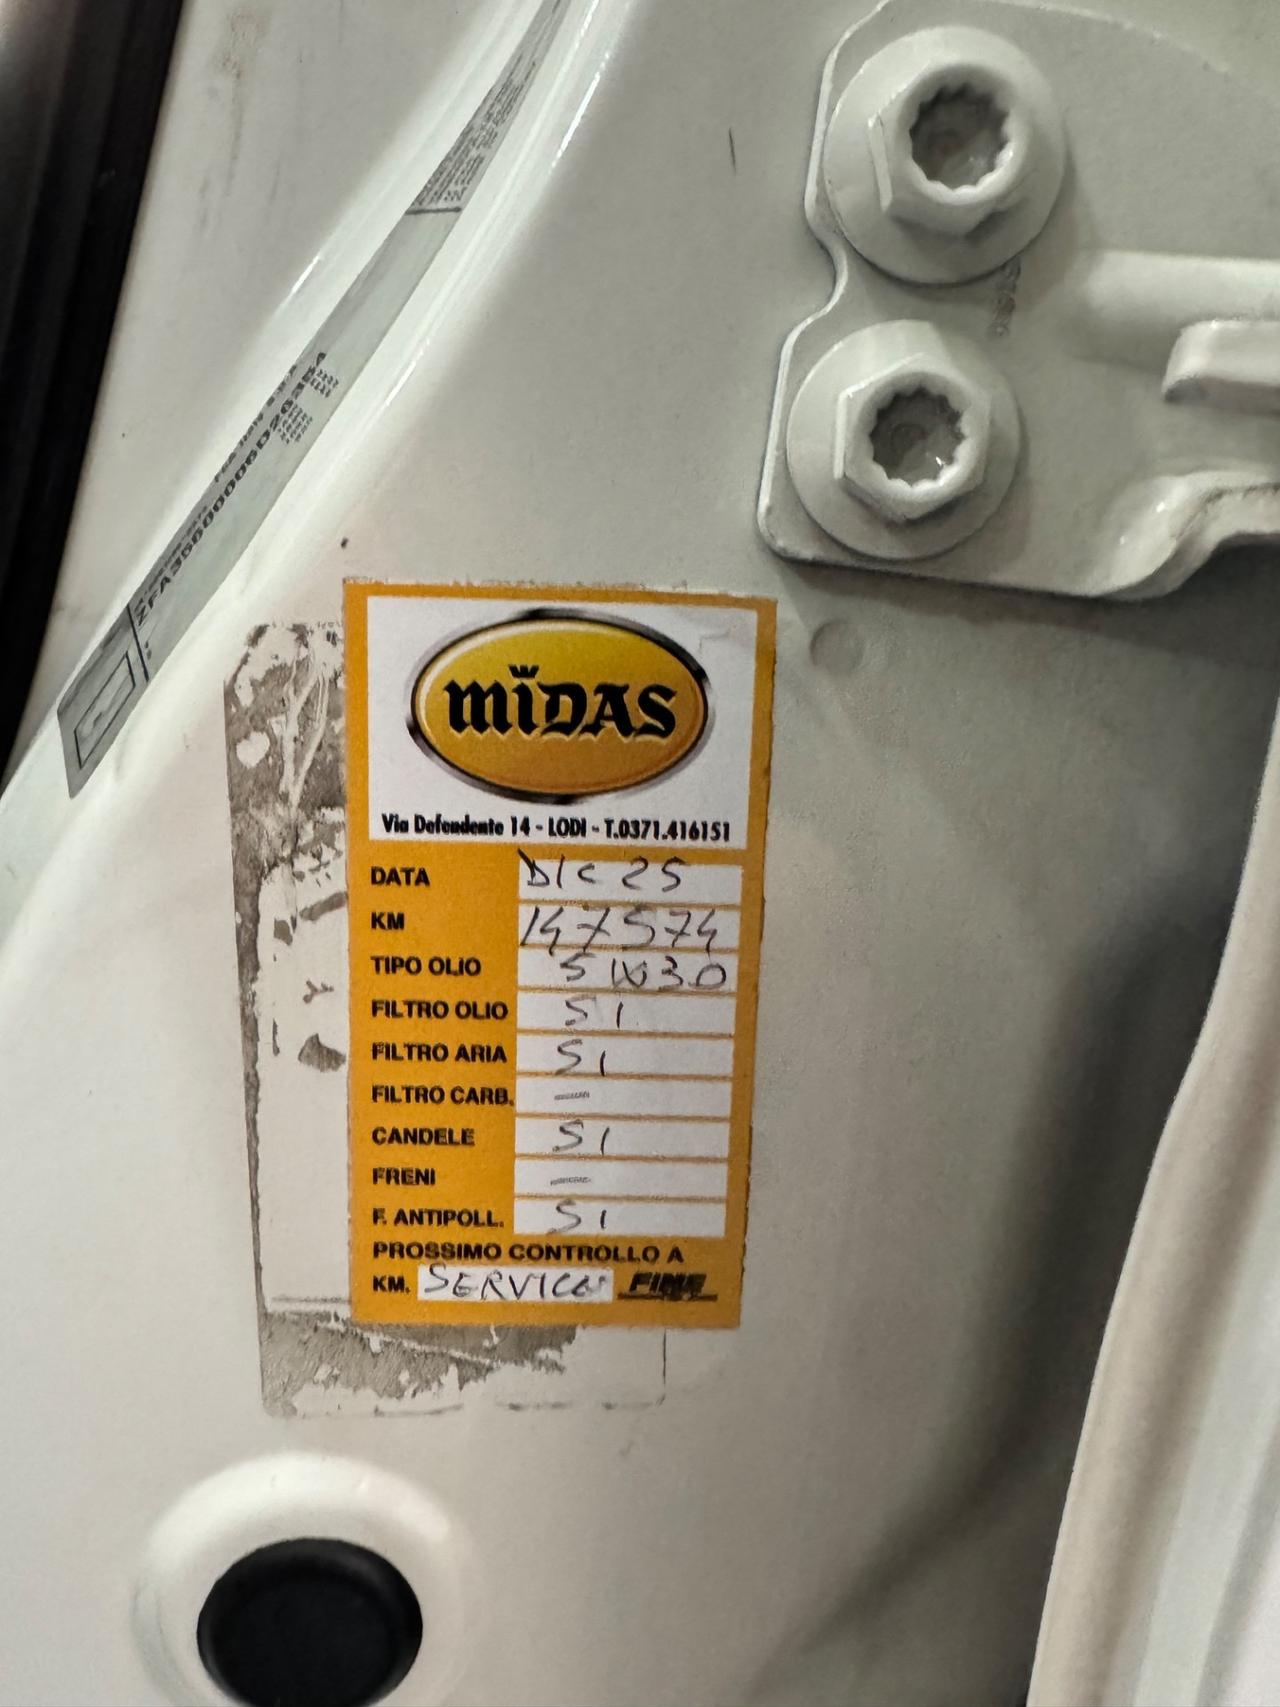 MIDAS
Via Defendente 14 - LODI - T.0371.416151
DATA DIC 25
KM 147574
TIPO OLIO 5W30
FILTRO OLIO SI
FILTRO ARIA SI
FILTRO CARB. —
CANDELE SI
FRENI —
F. ANTIPOLL. SI
PROSSIMO CONTROLLO A
KM. SERVICE FINE